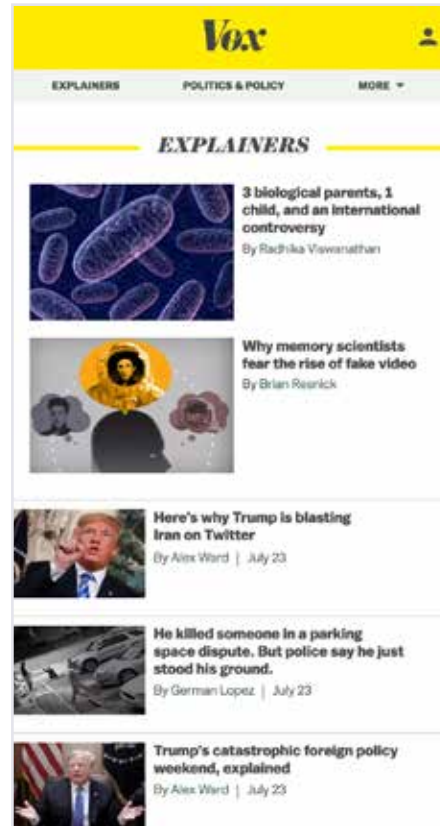 Vox
EXPLAINERS
POLITICS & POLICY
MORE
EXPLAINERS
3 biological parents, 1
child, and an international
controversy
By Radhika Viswanathan
Why memory scientists
fear the rise of fake video
By Brian Resnick
Here's why Trump is blasting
Iran on Twitter
By Alex Ward | July 23
He killed someone in a parking
space dispute. But police say he just
stood his ground.
By German Lopez | July 23
Trump's catastrophic foreign policy
weekend, explained
By Alex Ward | July 23